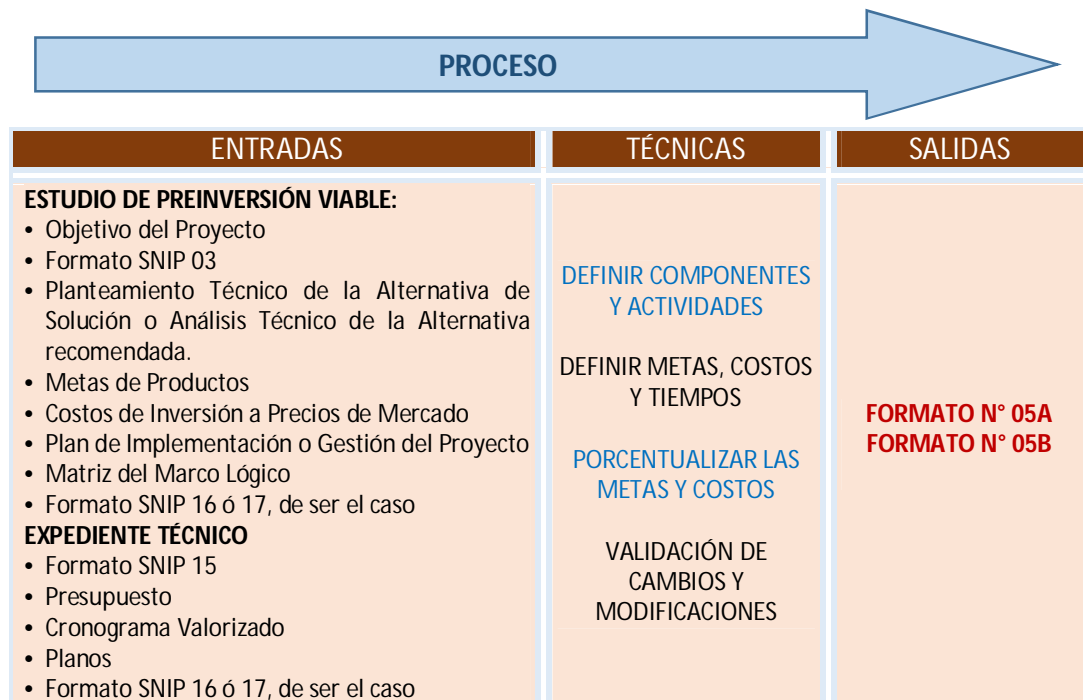 PROCESO
ENTRADAS
TÉCNICAS
SALIDAS
ESTUDIO DE PREINVERSIÓN VIABLE:
• Objetivo del Proyecto
• Formato SNIP 03
• Planteamiento Técnico de la Alternativa de
Solución o Análisis Técnico de la Alternativa
recomendada.
• Metas de Productos
• Costos de Inversión a Precios de Mercado
• Plan de Implementación o Gestión del Proyecto
• Matriz del Marco Lógico
• Formato SNIP 16 ó 17, de ser el caso
EXPEDIENTE TÉCNICO
• Formato SNIP 15
• Presupuesto
• Cronograma Valorizado
• Planos
• Formato SNIP 16 ó 17, de ser el caso
DEFINIR COMPONENTES
Y ACTIVIDADES
DEFINIR METAS, COSTOS
Y TIEMPOS
PORCENTUALIZAR LAS
METAS Y COSTOS
VALIDACIÓN DE
CAMBIOS Y
MODIFICACIONES
FORMATO N° 05A
FORMATO N° 05B